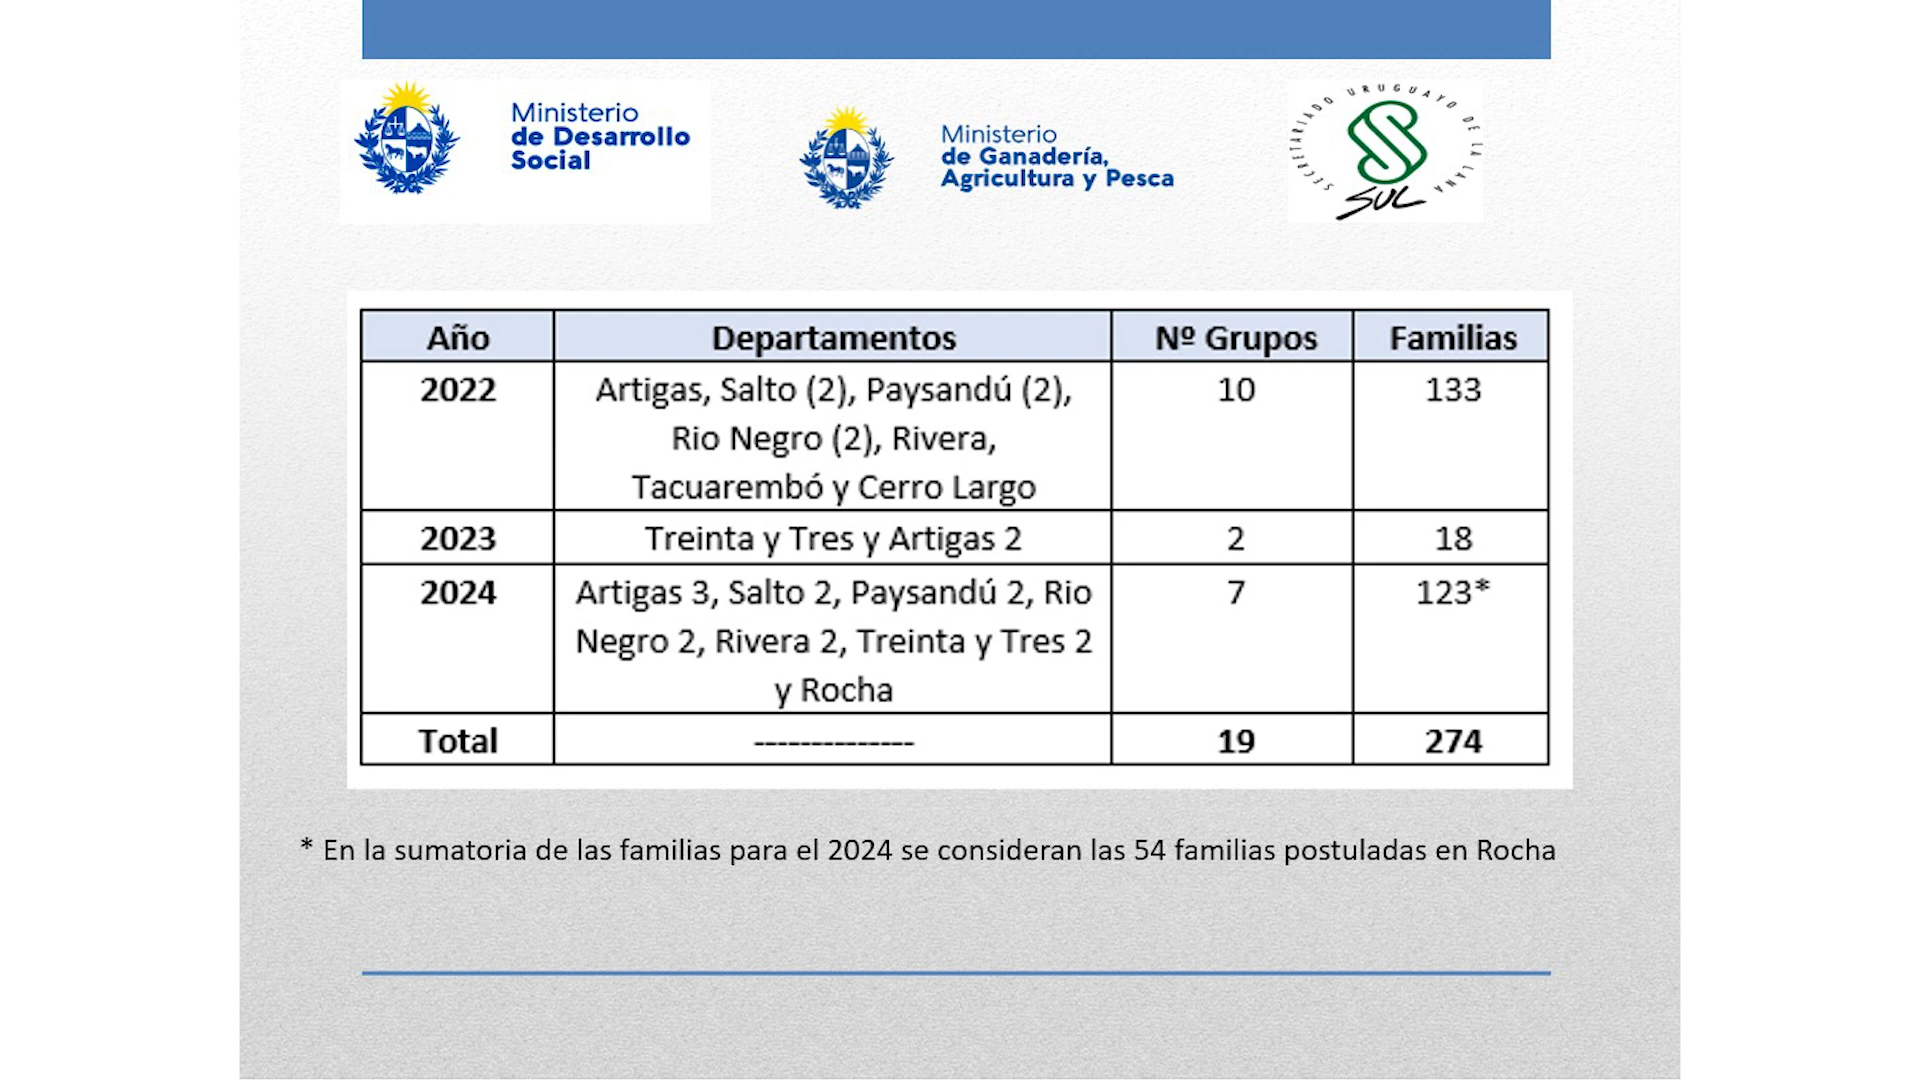 Ministerio
de Desarrollo
Social
Ministerio
de Ganadería,
Agricultura y Pesca
SECRETARIADO URUGUAYO DE LA LANA
SUL
Año Departamentos Nº Grupos Familias
2022 Artigas, Salto (2), Paysandú (2), 10 133
Rio Negro (2), Rivera,
Tacuarembó y Cerro Largo
2023 Treinta y Tres y Artigas 2 2 18
2024 Artigas 3, Salto 2, Paysandú 2, Rio 7 123*
Negro 2, Rivera 2, Treinta y Tres 2
y Rocha
Total -------------- 19 274
* En la sumatoria de las familias para el 2024 se consideran las 54 familias postuladas en Rocha